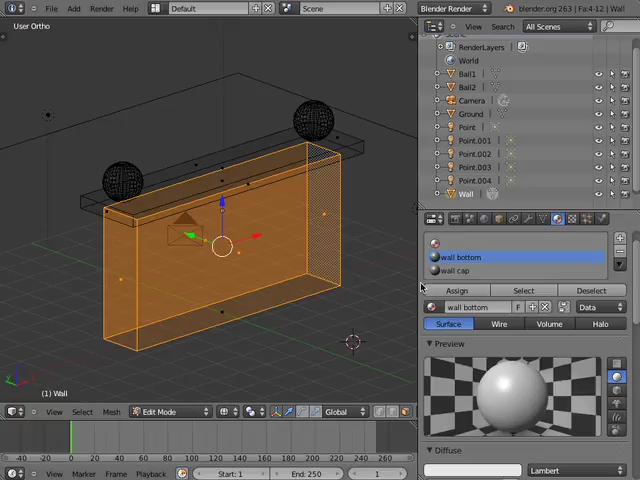 File Add Render Help Default Scene Blender Render blender.org 263 | Fa:4-12 | Wall
User Ortho
View Search All Scenes
RenderLayers
World
Ball1
Ball2
Camera
Ground
Point
Point.001
Point.002
Point.003
Point.004
Wall
wall bottom
wall cap
Assign Select Deselect
wall bottom F Data
Surface Wire Volume Halo
Preview
(1) Wall
View Select Mesh Edit Mode Global
-40 -20 0 20 40 60 80 100 120 140 160 180 200 220 240 260
Diffuse
Lambert
View Marker Frame Playback Start: 1 End: 250 1